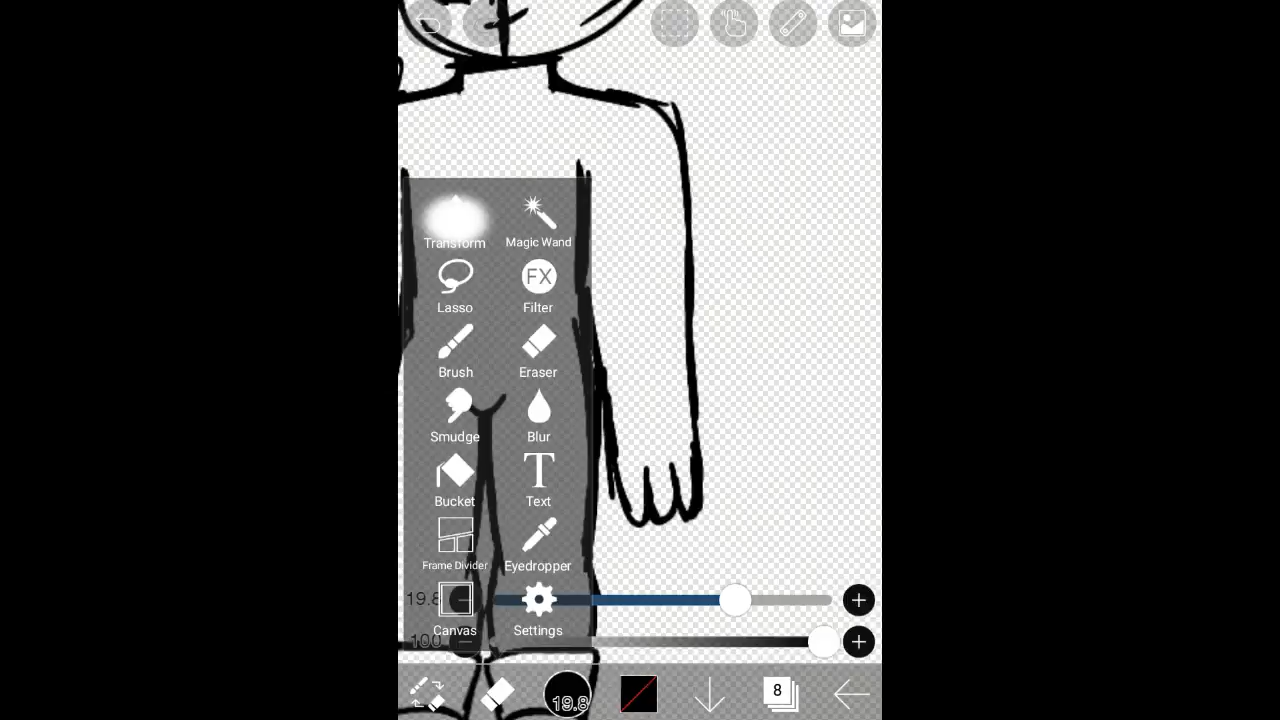 Transform Magic Wand
FX
Lasso Filter
Brush Eraser
Smudge Blur
T
Bucket Text
Frame Divider Eyedropper
19.8
Canvas Settings
100
19.8
8